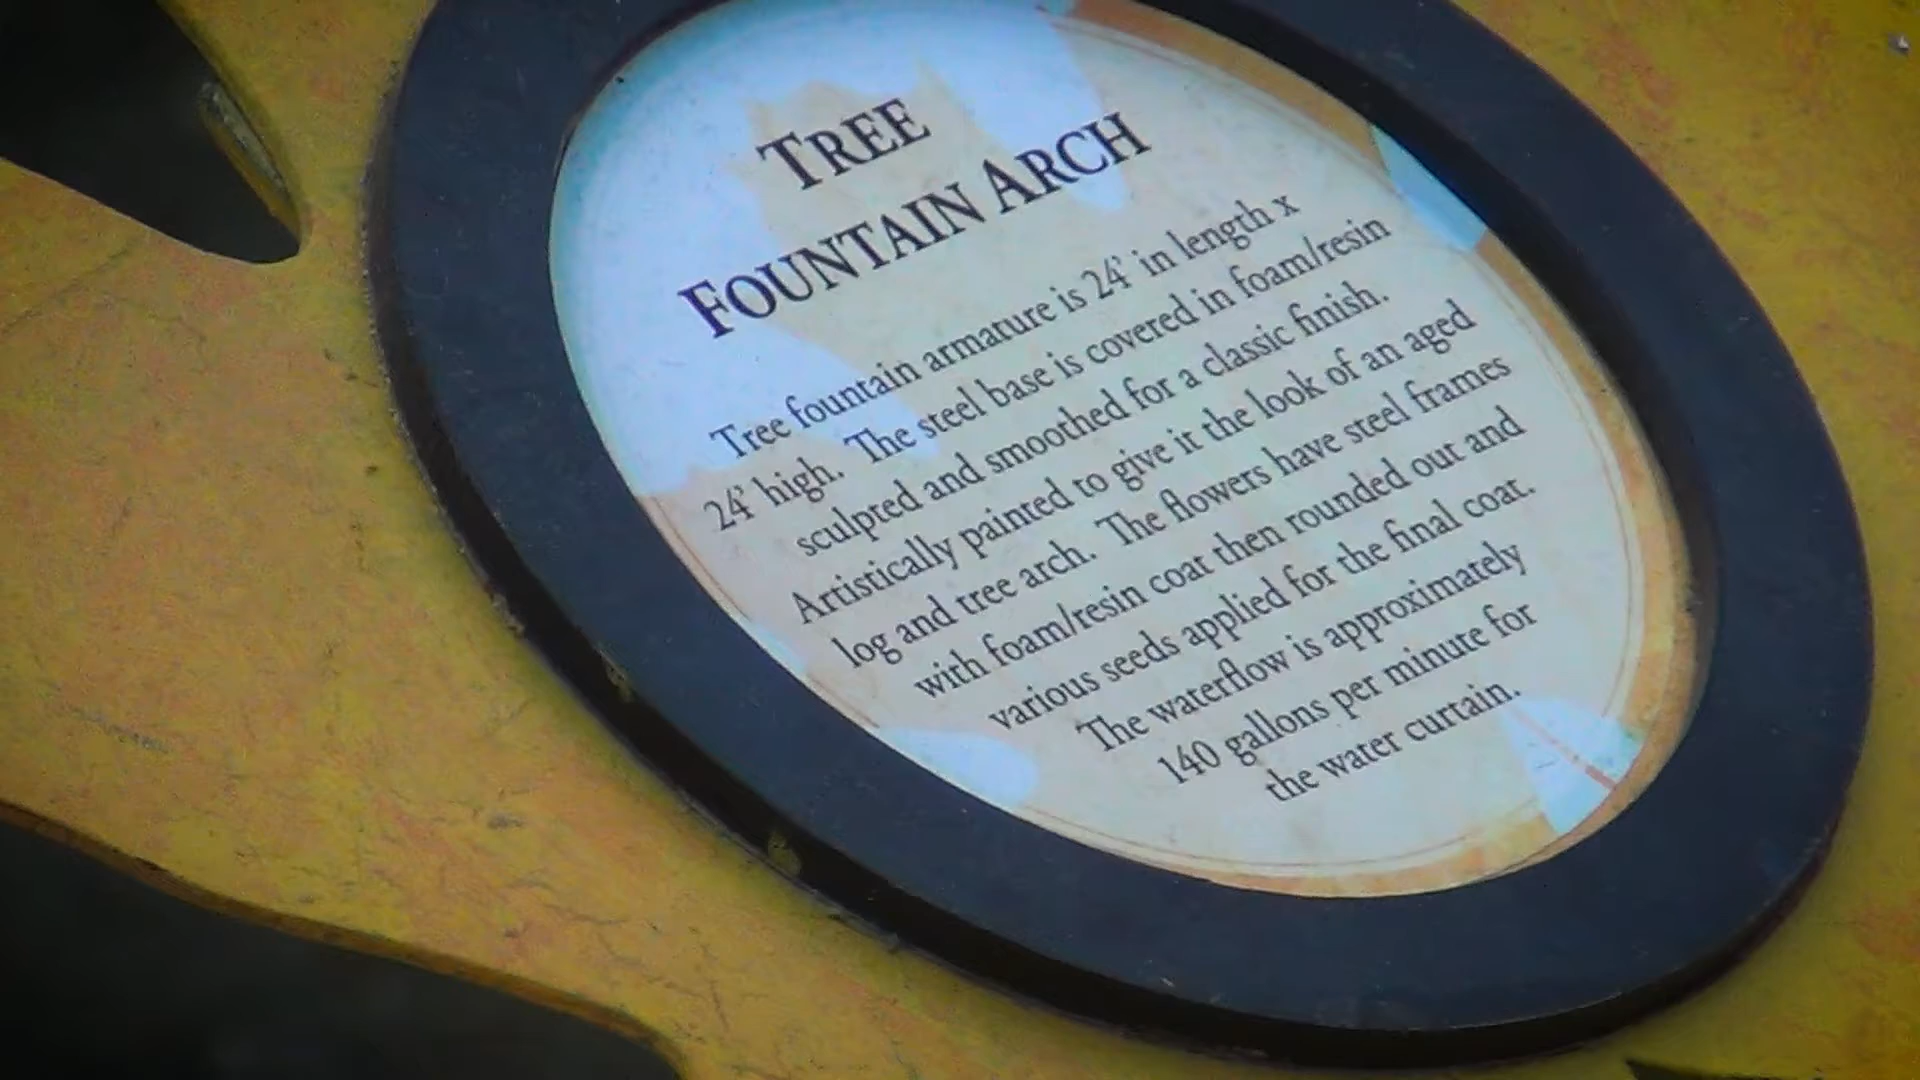 TREE
FOUNTAIN ARCH
Tree fountain armature is 24' in length x
24' high. The steel base is covered in foam/resin
sculpted and smoothed for a classic finish.
Artistically painted to give it the look of an aged
log and tree arch. The flowers have steel frames
with foam/resin coat then rounded out and
various seeds applied for the final coat.
The waterflow is approximately
140 gallons per minute for
the water curtain.